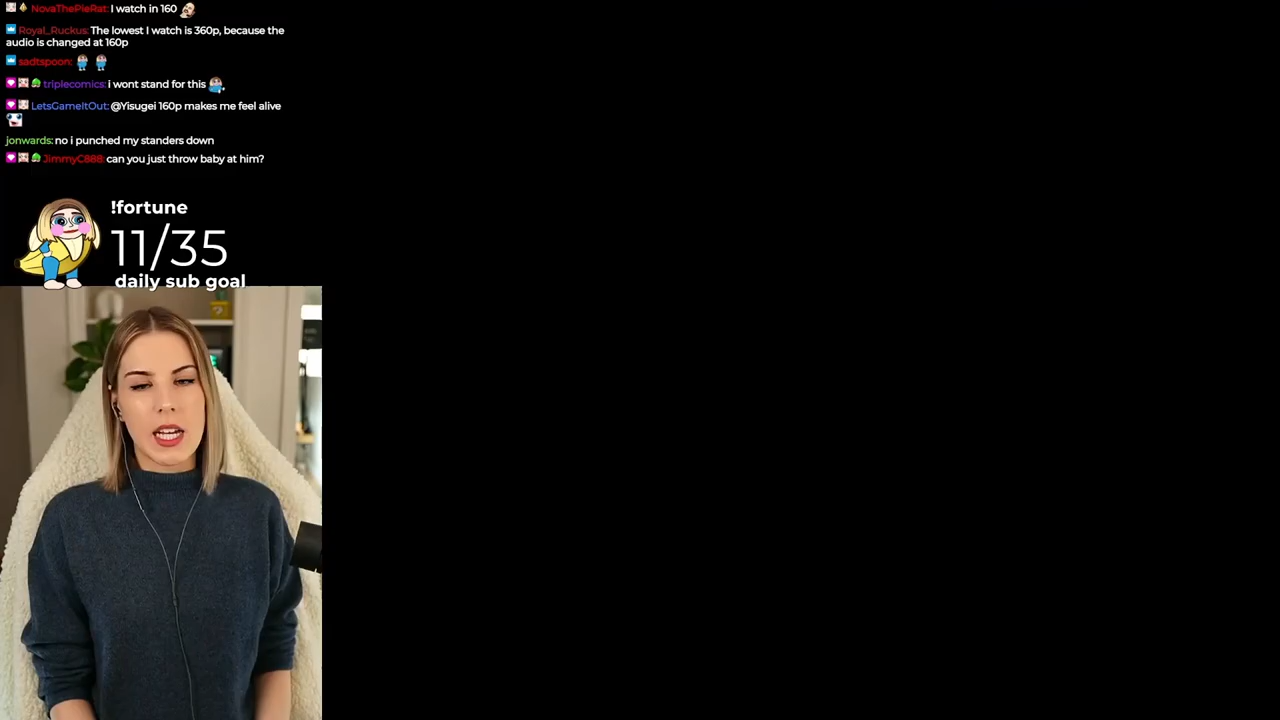 NovaThePieRat: I watch in 160
Royal_Ruckus: The lowest I watch is 360p, because the
audio is changed at 160p
sadtspoon:
triplecomics: i wont stand for this
LetsGameItOut: @Yisugei 160p makes me feel alive
jonwards: no i punched my standers down
JimmyC888: can you just throw baby at him?
!fortune
11/35
daily sub goal